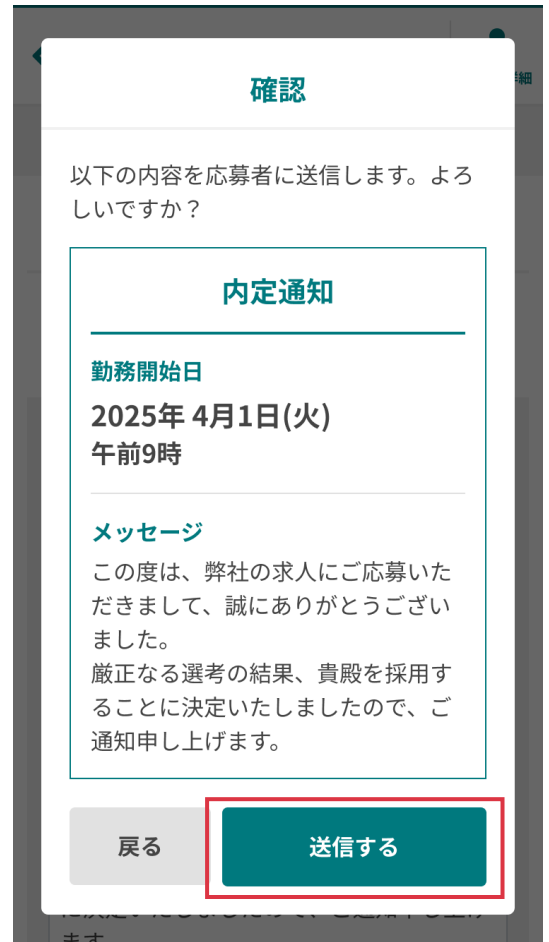 詳細
確認
以下の内容を応募者に送信します。よろ
しいですか？
内定通知
勤務開始日
2025年 4月1日(火)
午前9時
メッセージ
この度は、弊社の求人にご応募いた
だきまして、誠にありがとうござい
ました。
厳正なる選考の結果、貴殿を採用す
ることに決定いたしましたので、ご
通知申し上げます。
戻る
送信する